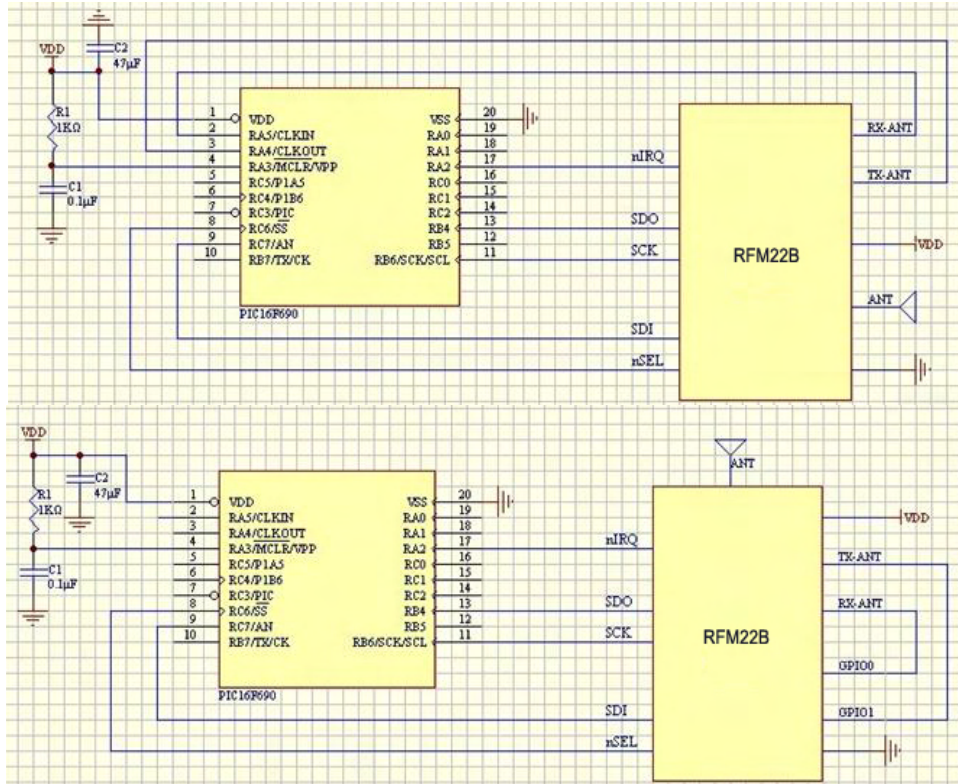 C2
VDD
47μF
R1
1KΩ
C1
0.1μF
1 VDD VSS 20
2 RA5/CLKIN RA0 19
3 RA4/CLKOUT RA1 18
4 RA3/MCLR/VPP RA2 17
5 RC5/P1A5 RC0 16
6 RC4/P1B6 RC1 15
7 RC3/PIC RC2 14
8 RC6/SS RB4 13
9 RC7/AN RB5 12
10 RB7/TX/CK RB6/SCK/SCL 11
PIC16F690
nIRQ
SDO
SCK
SDI
nSEL
RFM22B
RX-ANT
TX-ANT
VDD
ANT
VDD
C2
47μF
R1
1KΩ
C1
0.1μF
1 VDD VSS 20
2 RA5/CLKIN RA0 19
3 RA4/CLKOUT RA1 18
4 RA3/MCLR/VPP RA2 17
5 RC5/P1A5 RC0 16
6 RC4/P1B6 RC1 15
7 RC3/PIC RC2 14
8 RC6/SS RB4 13
9 RC7/AN RB5 12
10 RB7/TX/CK RB6/SCK/SCL 11
PIC16F690
nIRQ
SDO
SCK
SDI
nSEL
ANT
RFM22B
VDD
TX-ANT
RX-ANT
GPIO0
GPIO1